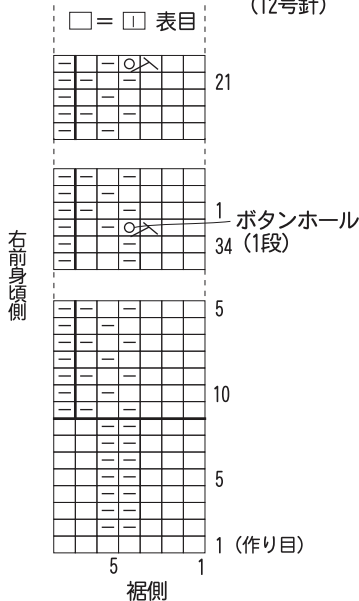 (12号針)
□=｜ 表目
21
1
ボタンホール
34 (1段)
右前身頃側
5
10
5
1 (作り目)
5 1
裾側